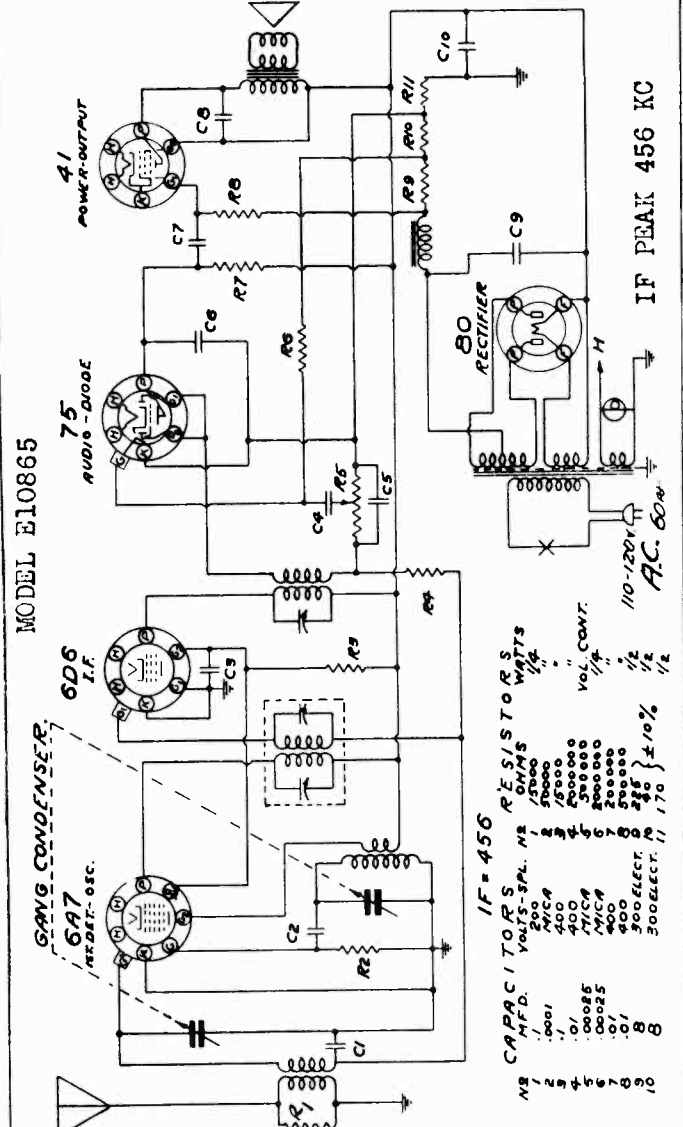 MODEL E10865
GANG CONDENSER.
6A7
1ST. DET.- OSC.
6D6
I.F.
75
AUDIO-DIODE
41
POWER-OUTPUT
80
RECTIFIER
IF PEAK 456 KC
R1
C1
R2
C2
R3
C3
R4
C4
R5
C5
R6
C6
R7
C7
R8
C8
R9
R10
R11
C9
C10
H
110-120V
A.C. 60~
IF = 456
CAPACITORS
Nº MFD. VOLTS-SPL.
1 .1 200
2 .0001 MICA
3 .1 400
4 .01 400
5 .00025 MICA
6 .00025 MICA
7 .01 400
8 .01 400
9 8 300 ELECT.
10 8 300 ELECT.
RESISTORS
Nº OHMS WATTS
1 15000 1/4
2 50000 "
3 15000 "
4 2000000 "
5 500000 VOL. CONT.
6 2000000 1/4
7 200000 "
8 500000 "
9 225 1/2
10 40 1/2
11 170 1/2
±10%